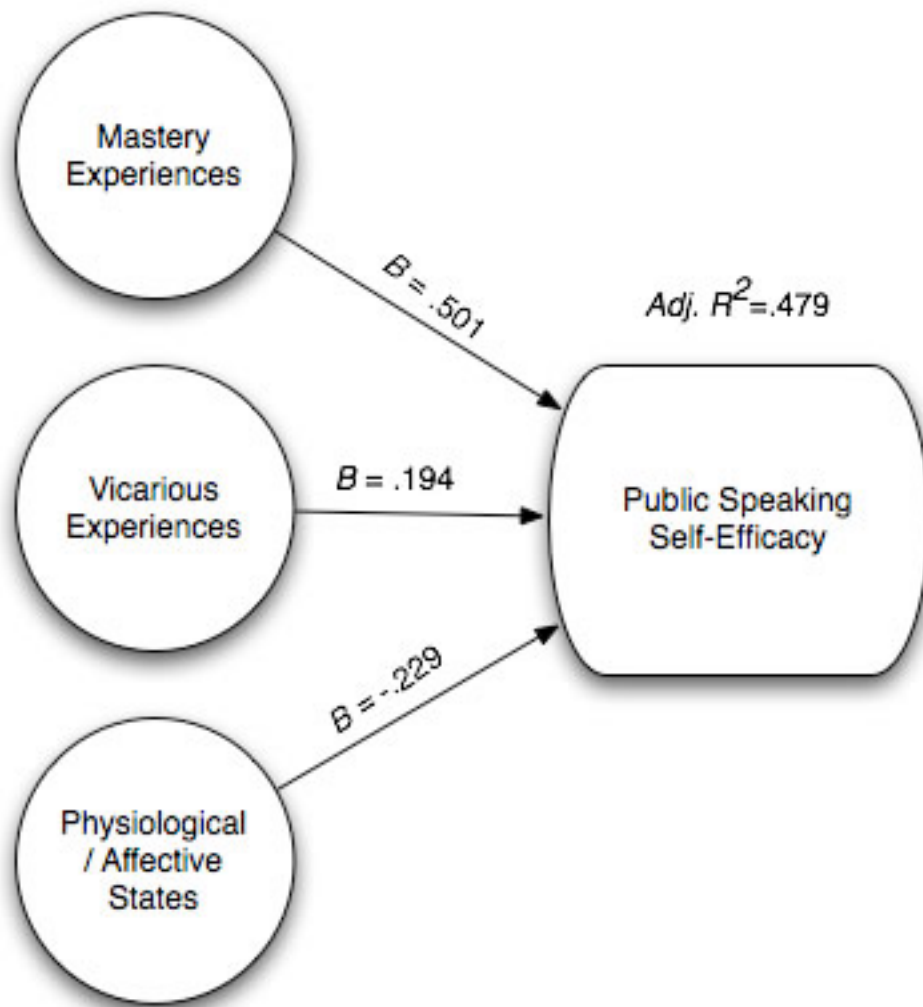 Mastery
Experiences
B = .501
Adj. R²=.479
Vicarious
Experiences
B = .194
Public Speaking
Self-Efficacy
B = -.229
Physiological
/ Affective
States